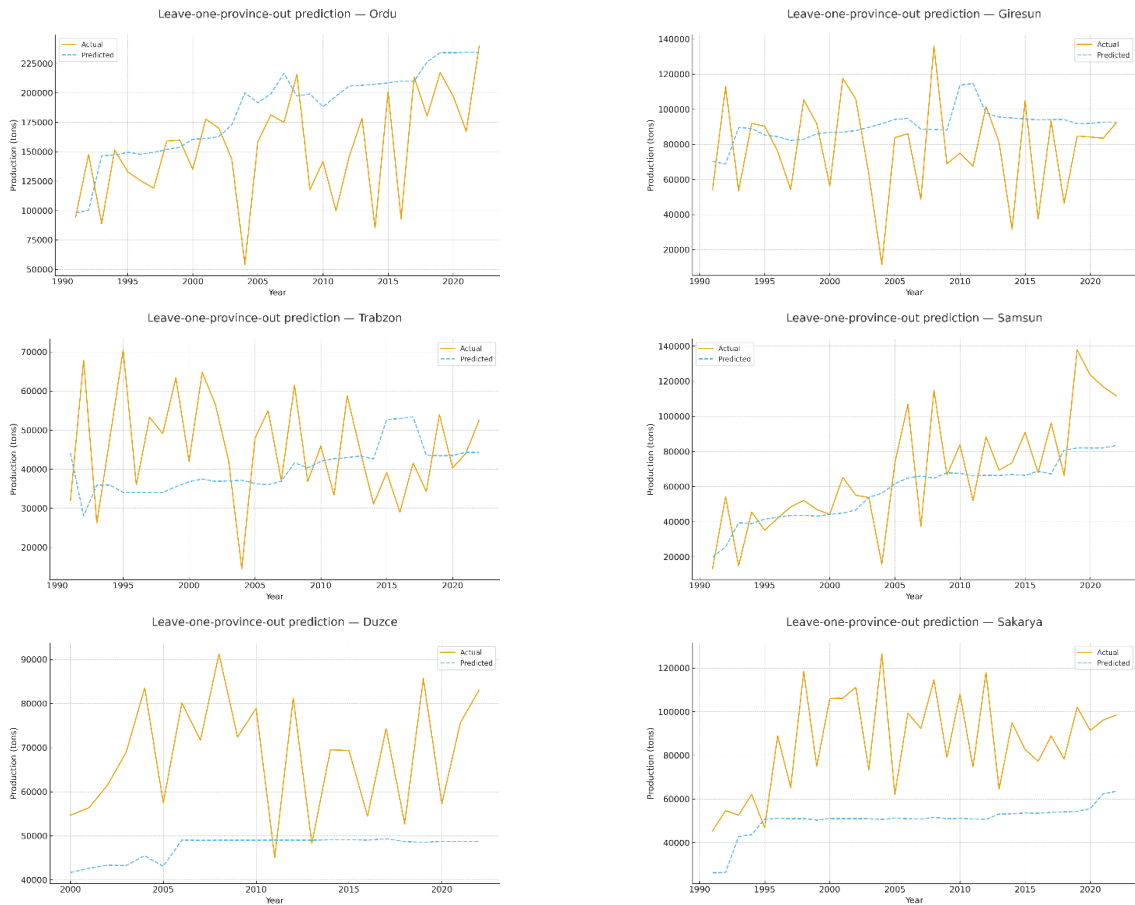 Leave-one-province-out prediction — Ordu
Actual
Predicted
225000
200000
175000
150000
125000
100000
75000
50000
Production (tons)
1990 1995 2000 2005 2010 2015 2020
Year
Leave-one-province-out prediction — Giresun
Actual
Predicted
140000
120000
100000
80000
60000
40000
20000
Production (tons)
1990 1995 2000 2005 2010 2015 2020
Year
Leave-one-province-out prediction — Trabzon
Actual
Predicted
70000
60000
50000
40000
30000
20000
Production (tons)
1990 1995 2000 2005 2010 2015 2020
Year
Leave-one-province-out prediction — Samsun
Actual
Predicted
140000
120000
100000
80000
60000
40000
20000
Production (tons)
1990 1995 2000 2005 2010 2015 2020
Year
Leave-one-province-out prediction — Duzce
Actual
Predicted
90000
80000
70000
60000
50000
40000
Production (tons)
2000 2005 2010 2015 2020
Year
Leave-one-province-out prediction — Sakarya
Actual
Predicted
120000
100000
80000
60000
40000
Production (tons)
1990 1995 2000 2005 2010 2015 2020
Year